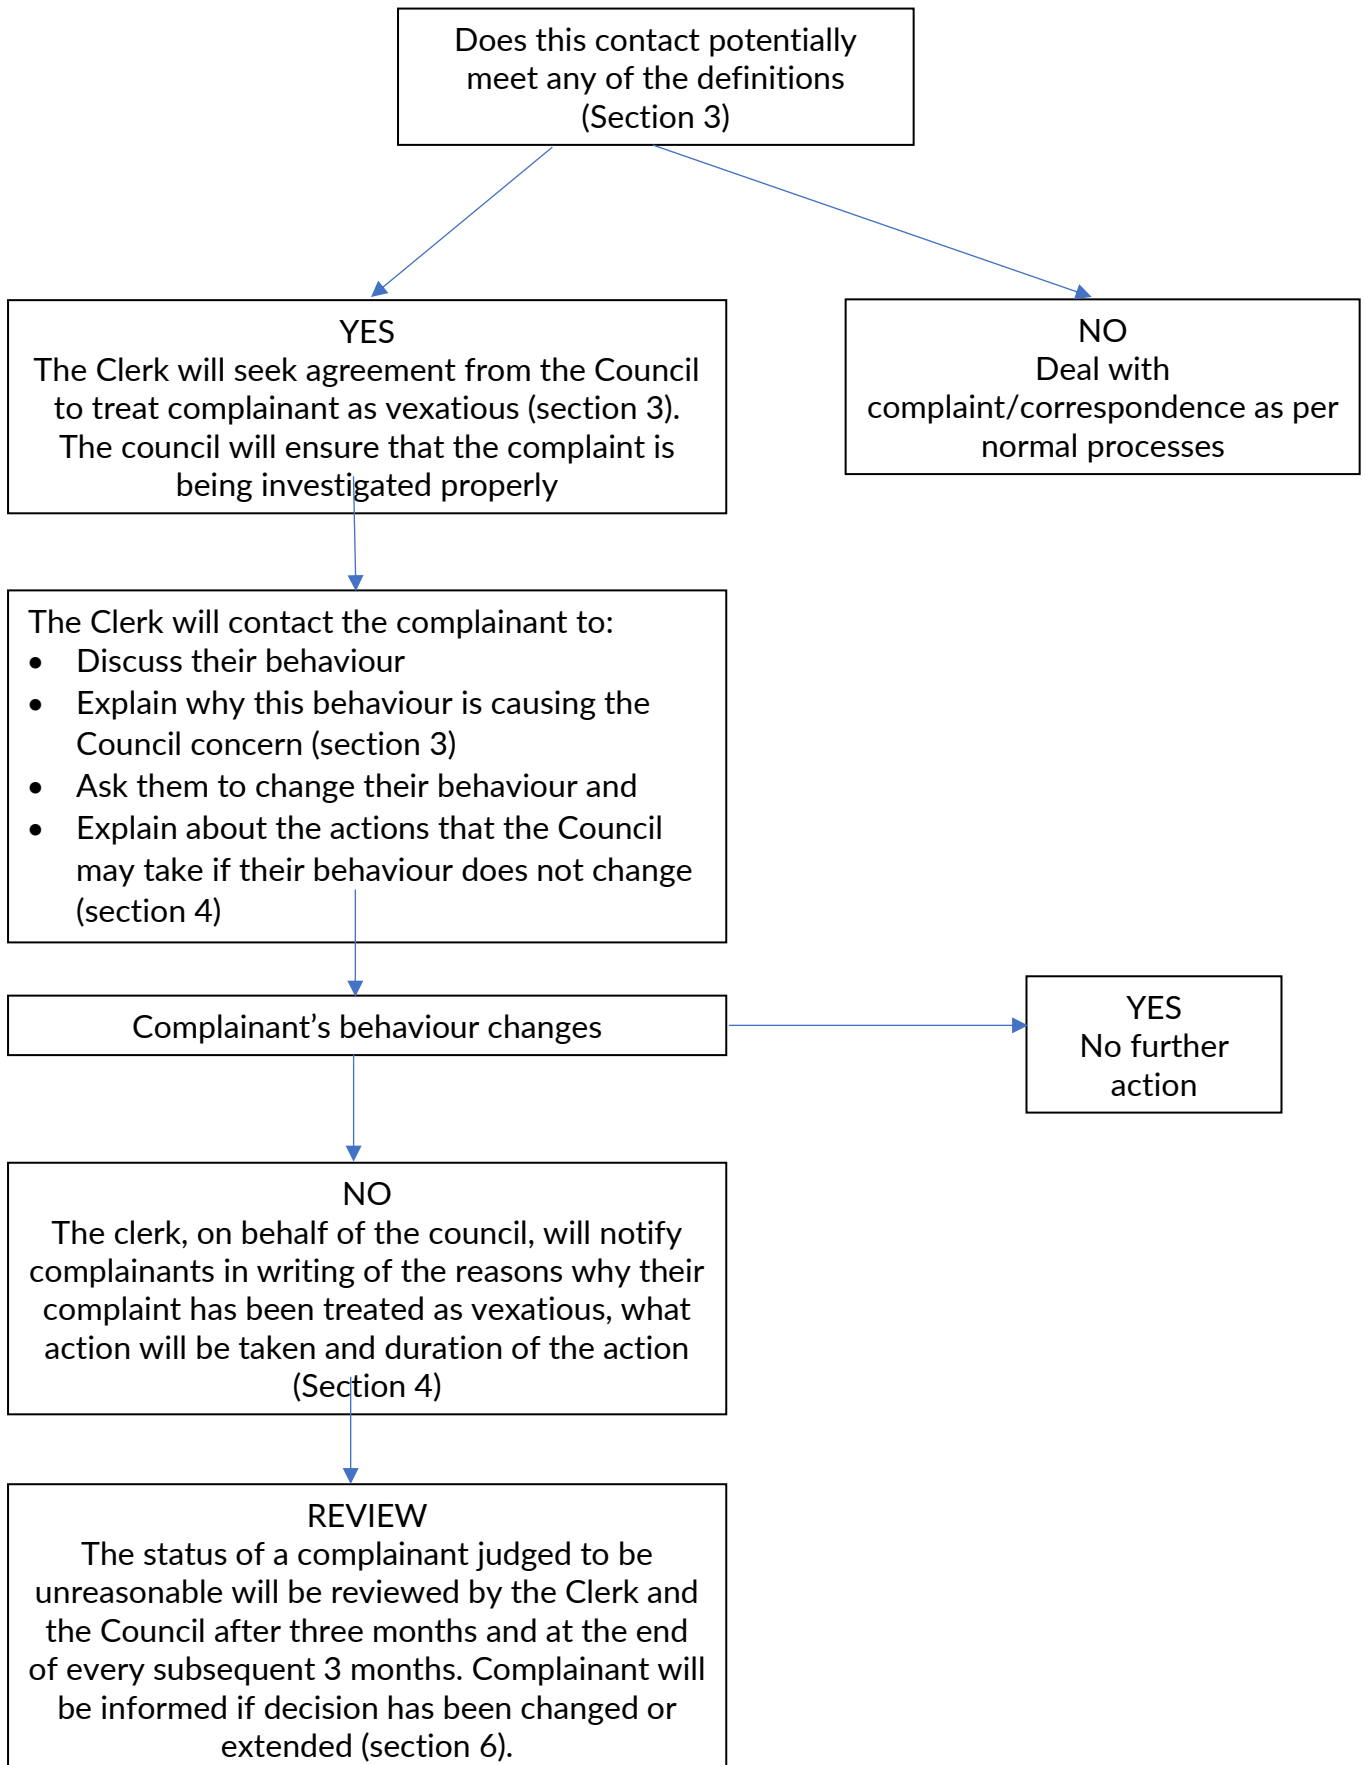 Does this contact potentially
meet any of the definitions
(Section 3)
YES
The Clerk will seek agreement from the Council
to treat complainant as vexatious (section 3).
The council will ensure that the complaint is
being investigated properly
NO
Deal with
complaint/correspondence as per
normal processes
The Clerk will contact the complainant to:
• Discuss their behaviour
• Explain why this behaviour is causing the
Council concern (section 3)
• Ask them to change their behaviour and
• Explain about the actions that the Council
may take if their behaviour does not change
(section 4)
Complainant’s behaviour changes
YES
No further
action
NO
The clerk, on behalf of the council, will notify
complainants in writing of the reasons why their
complaint has been treated as vexatious, what
action will be taken and duration of the action
(Section 4)
REVIEW
The status of a complainant judged to be
unreasonable will be reviewed by the Clerk and
the Council after three months and at the end
of every subsequent 3 months. Complainant will
be informed if decision has been changed or
extended (section 6).